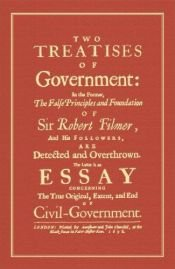 TWO
TREATISES
OF
Government:
In the Former,
The False Principles and Foundation
OF
Sir Robert Filmer,
And His FOLLOWERS,
ARE
Detected and Overthrown.
The Latter is an
ESSAY
CONCERNING
The True Original, Extent, and End
OF
Civil-Government.
LONDON: Printed for Awnsham and John Churchill, at
the Black Swan in Pater-Noster-Row. 1698.